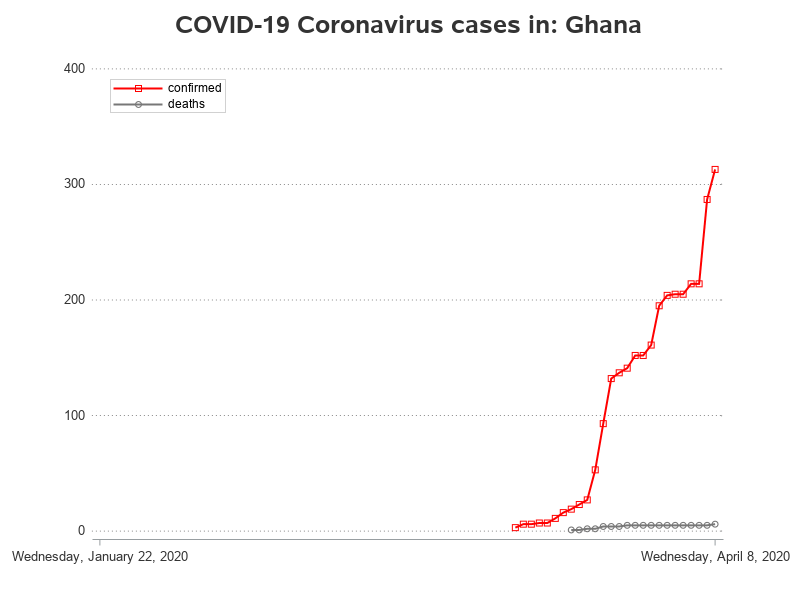 COVID-19 Coronavirus cases in: Ghana
400
confirmed
deaths
300
200
100
0
Wednesday, January 22, 2020 Wednesday, April 8, 2020